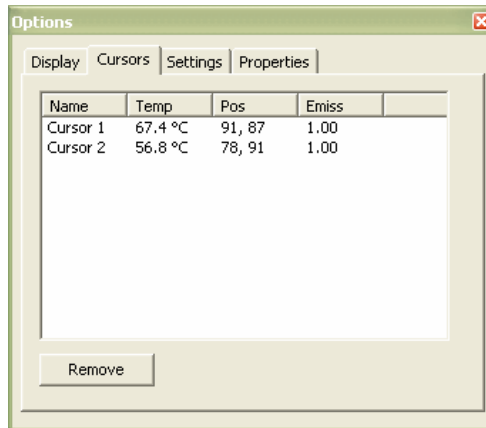 Options
Display Cursors Settings Properties
Name Temp Pos Emiss
Cursor 1 67.4 °C 91, 87 1.00
Cursor 2 56.8 °C 78, 91 1.00
Remove